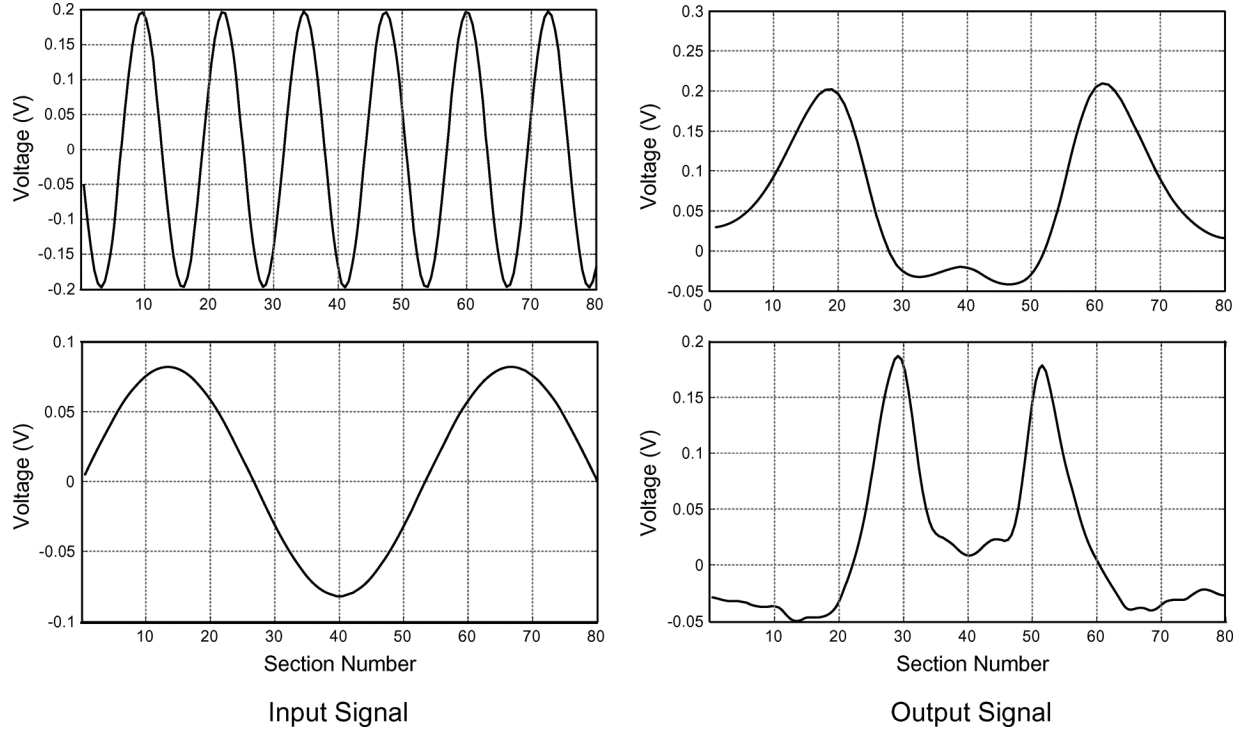 0.2
0.15
0.1
0.05
0
-0.05
-0.1
-0.15
-0.2
Voltage (V)
10 20 30 40 50 60 70 80
0.3
0.25
0.2
0.15
0.1
0.05
0
-0.05
Voltage (V)
0 10 20 30 40 50 60 70 80
0.1
0.05
0
-0.05
-0.1
Voltage (V)
10 20 30 40 50 60 70 80
Section Number
Input Signal
0.2
0.15
0.1
0.05
0
-0.05
Voltage (V)
10 20 30 40 50 60 70 80
Section Number
Output Signal